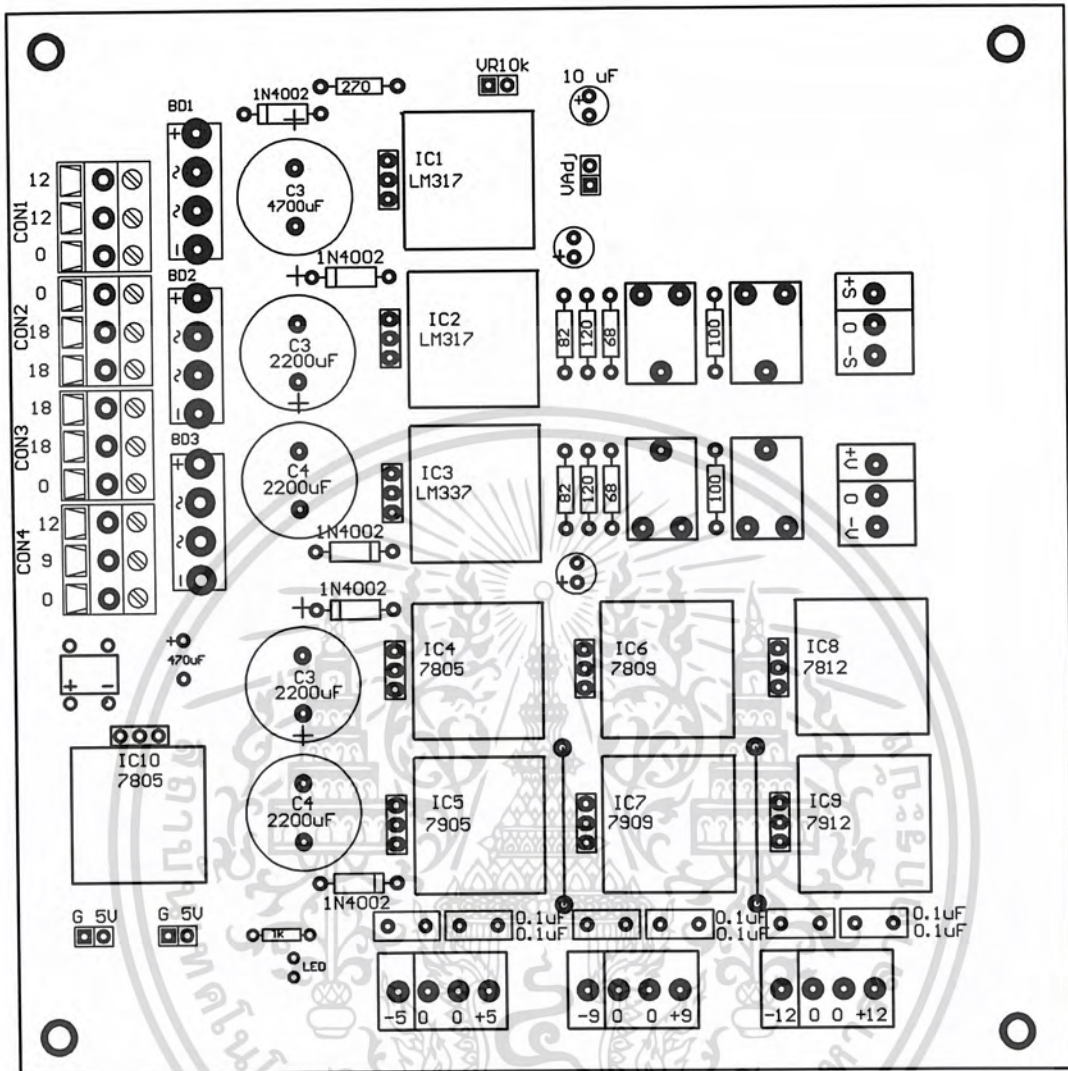 VR10k
10 uF
+
270
1N4002
+
BD1
+
~
~
-
C3
4700uF
IC1
LM317
VAdj
12
12
0
CON1
+
1N4002
+
BD2
+
~
~
-
C3
2200uF
+
IC2
LM317
82
120
68
100
S+
0
S-
0
18
18
CON2
18
18
0
CON3
BD3
+
~
~
-
C4
2200uF
IC3
LM337
82
120
68
100
V+
0
V-
1N4002
12
9
0
CON4
+
1N4002
+
470uF
+
+ -
C3
2200uF
+
IC4
7805
IC6
7809
IC8
7812
IC10
7805
C4
2200uF
IC5
7905
IC7
7909
IC9
7912
1N4002
G 5V
G 5V
1K
LED
0.1uF
0.1uF
0.1uF
0.1uF
0.1uF
0.1uF
-5 0 0 +5
-9 0 0 +9
-12 0 0 +12